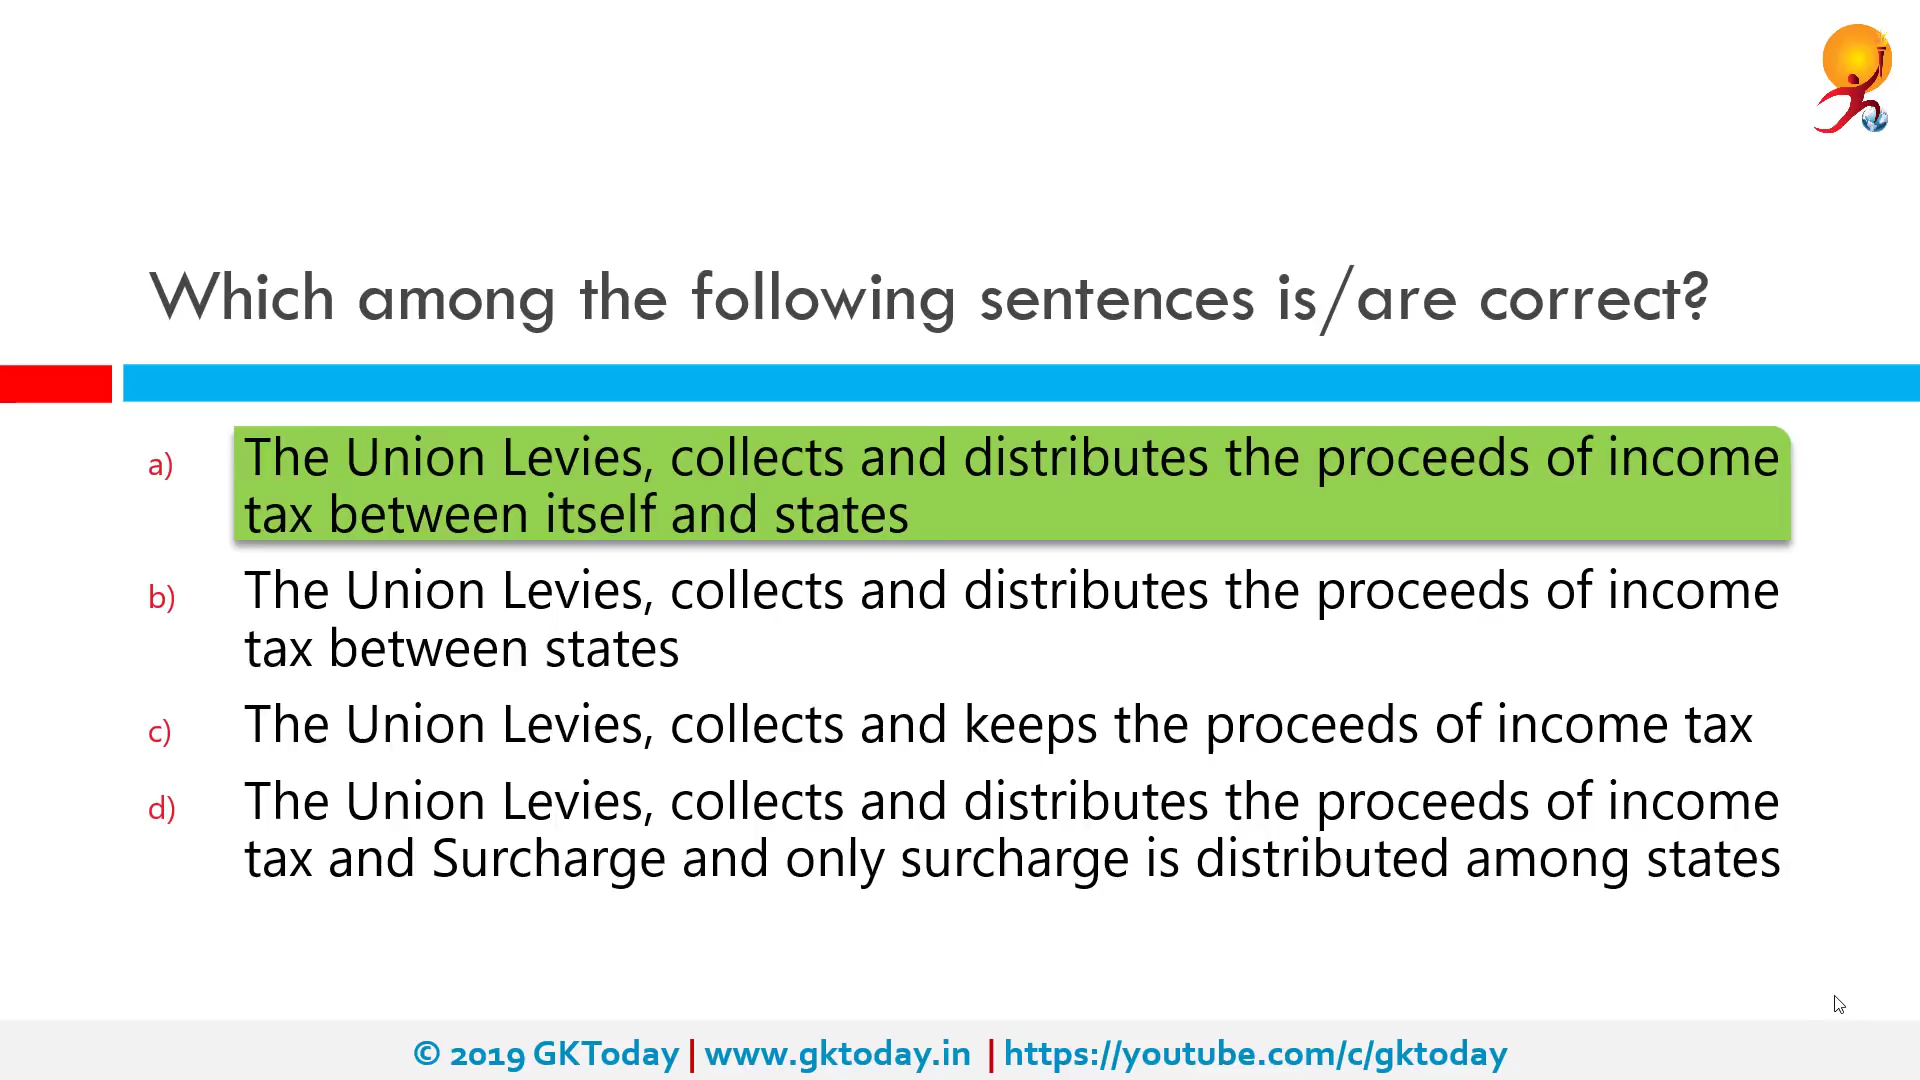 Which among the following sentences is/are correct?
a) The Union Levies, collects and distributes the proceeds of income
tax between itself and states
b) The Union Levies, collects and distributes the proceeds of income
tax between states
c) The Union Levies, collects and keeps the proceeds of income tax
d) The Union Levies, collects and distributes the proceeds of income
tax and Surcharge and only surcharge is distributed among states
© 2019 GKToday | www.gktoday.in | https://youtube.com/c/gktoday